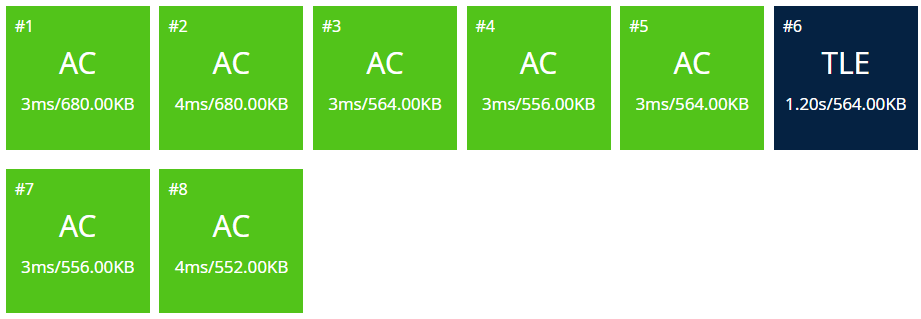 #1
AC
3ms/680.00KB
#2
AC
4ms/680.00KB
#3
AC
3ms/564.00KB
#4
AC
3ms/556.00KB
#5
AC
3ms/564.00KB
#6
TLE
1.20s/564.00KB
#7
AC
3ms/556.00KB
#8
AC
4ms/552.00KB